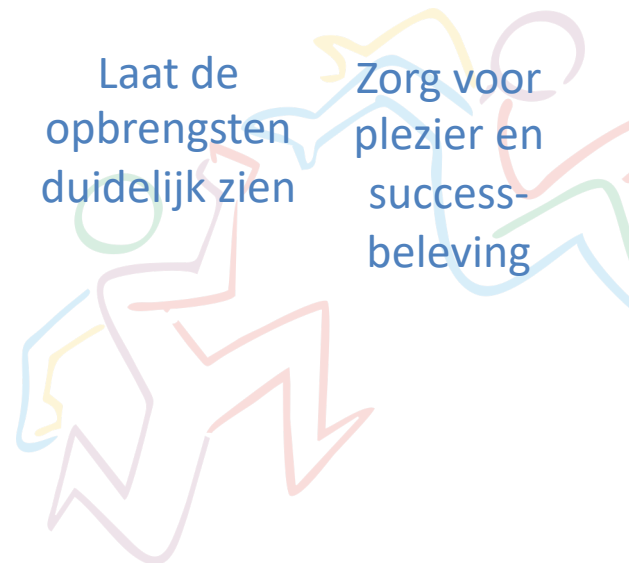 Laat de
opbrengsten
duidelijk zien
Zorg voor
plezier en
success-
beleving